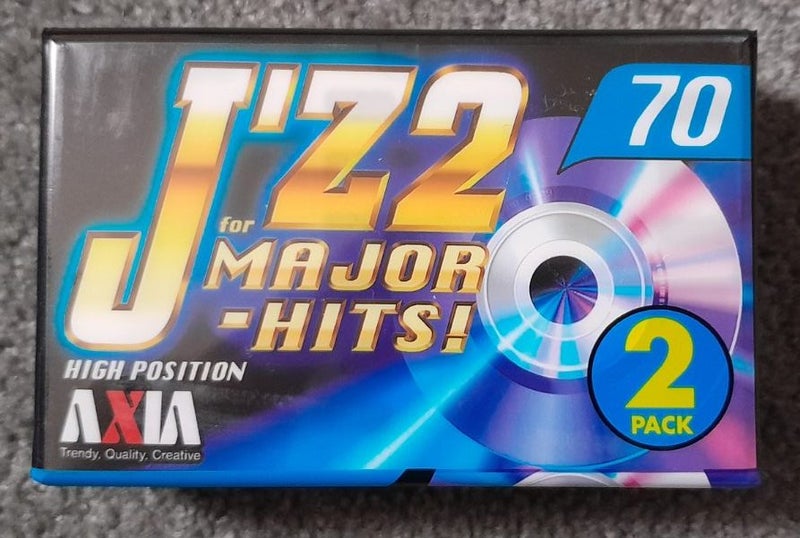 J'Z2
70
for
MAJOR
-HITS!
HIGH POSITION
AXIA
Trendy. Quality. Creative
2
PACK